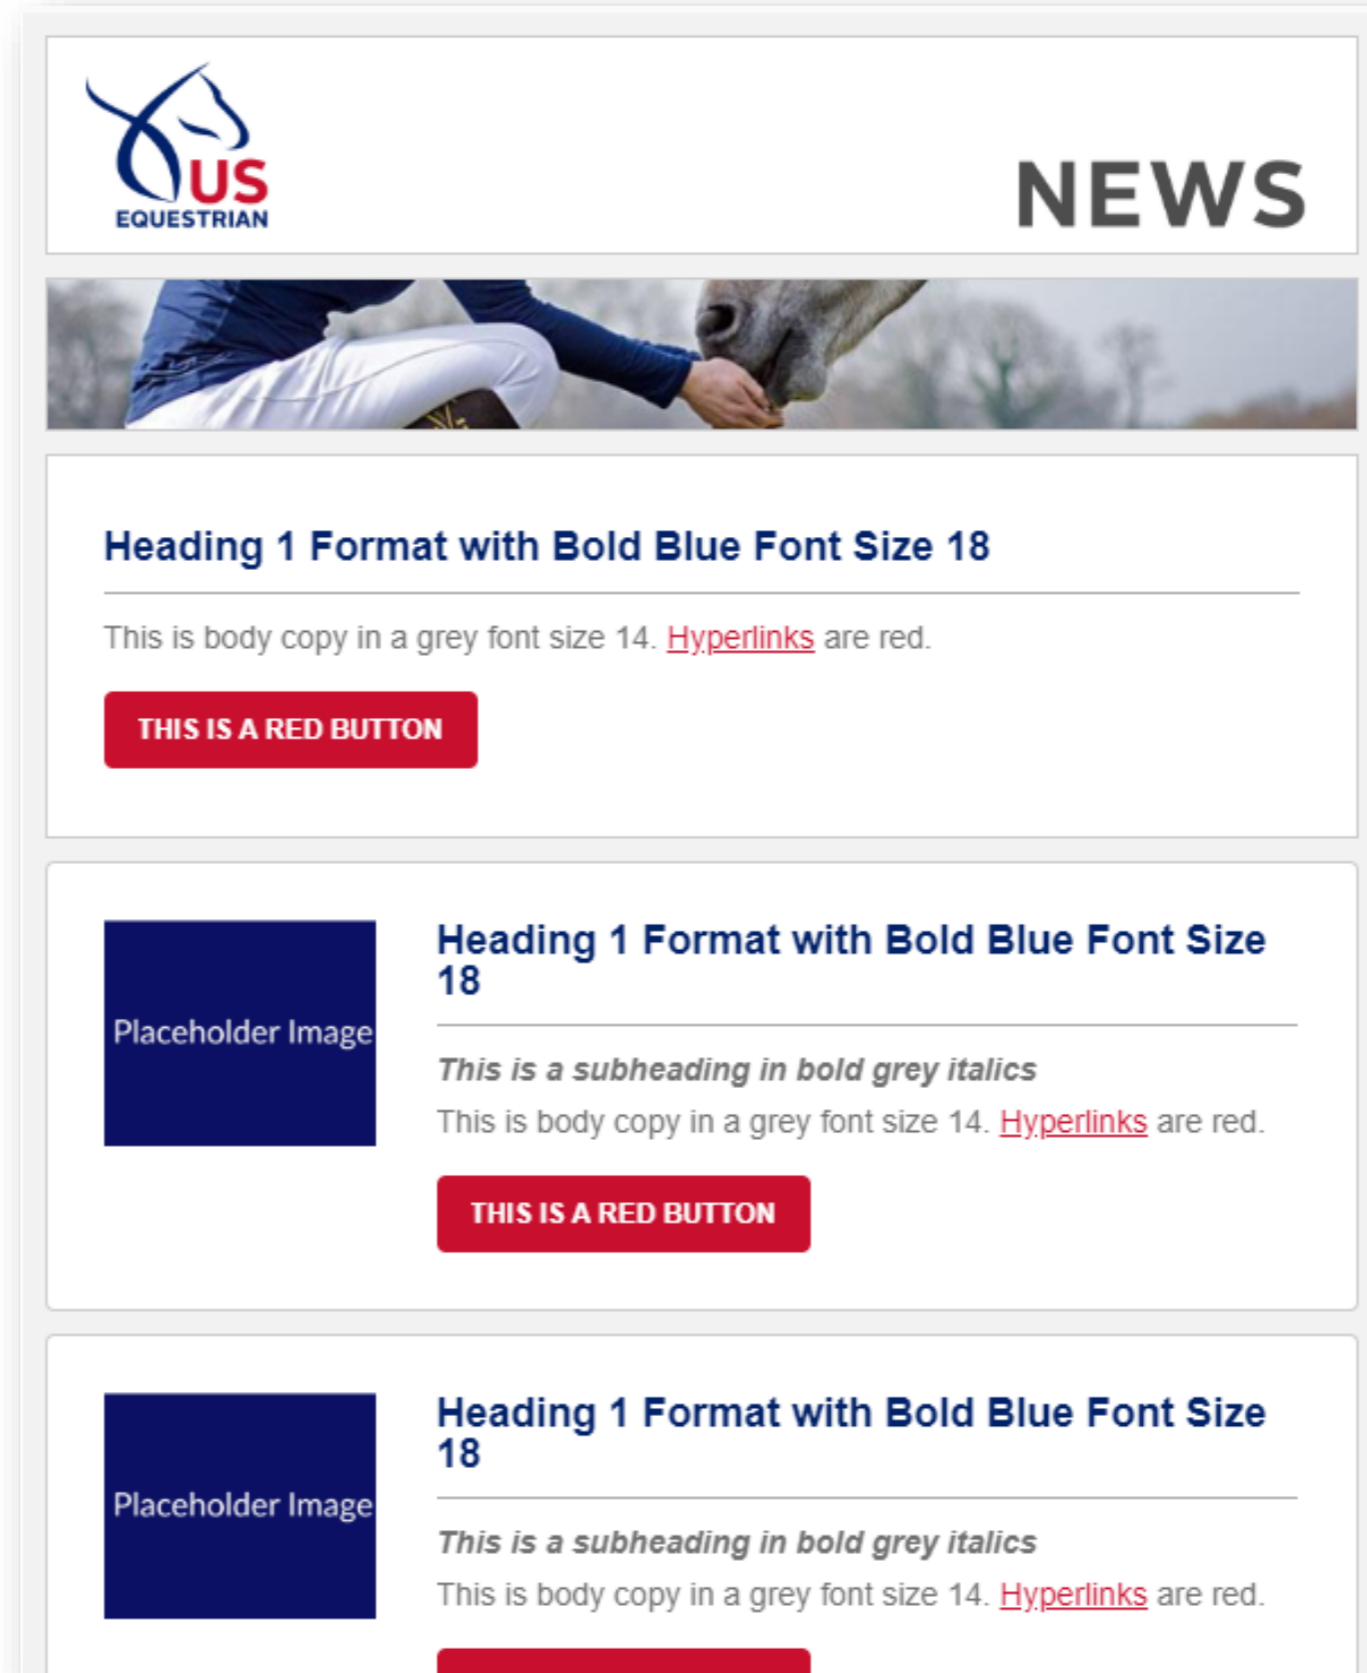 US
EQUESTRIAN
NEWS
Heading 1 Format with Bold Blue Font Size 18
This is body copy in a grey font size 14. Hyperlinks are red.
THIS IS A RED BUTTON
Placeholder Image
Heading 1 Format with Bold Blue Font Size
18
This is a subheading in bold grey italics
This is body copy in a grey font size 14. Hyperlinks are red.
THIS IS A RED BUTTON
Placeholder Image
Heading 1 Format with Bold Blue Font Size
18
This is a subheading in bold grey italics
This is body copy in a grey font size 14. Hyperlinks are red.